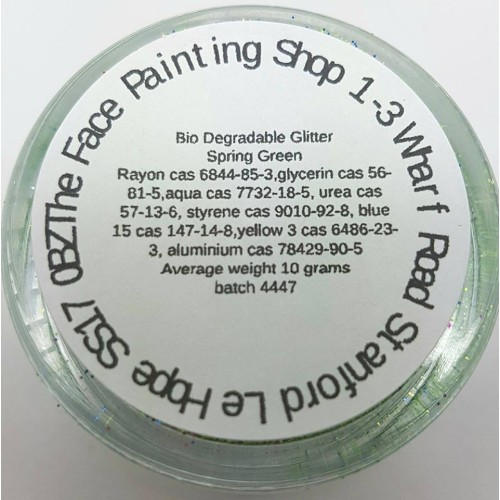 The Face Painting Shop 1-3 Wharf Road Stanford Le Hope SS17 0BZ
Bio Degradable Glitter
Spring Green
Rayon cas 6844-85-3,glycerin cas 56-
81-5,aqua cas 7732-18-5, urea cas
57-13-6, styrene cas 9010-92-8, blue
15 cas 147-14-8,yellow 3 cas 6486-23-
3, aluminium cas 78429-90-5
Average weight 10 grams
batch 4447